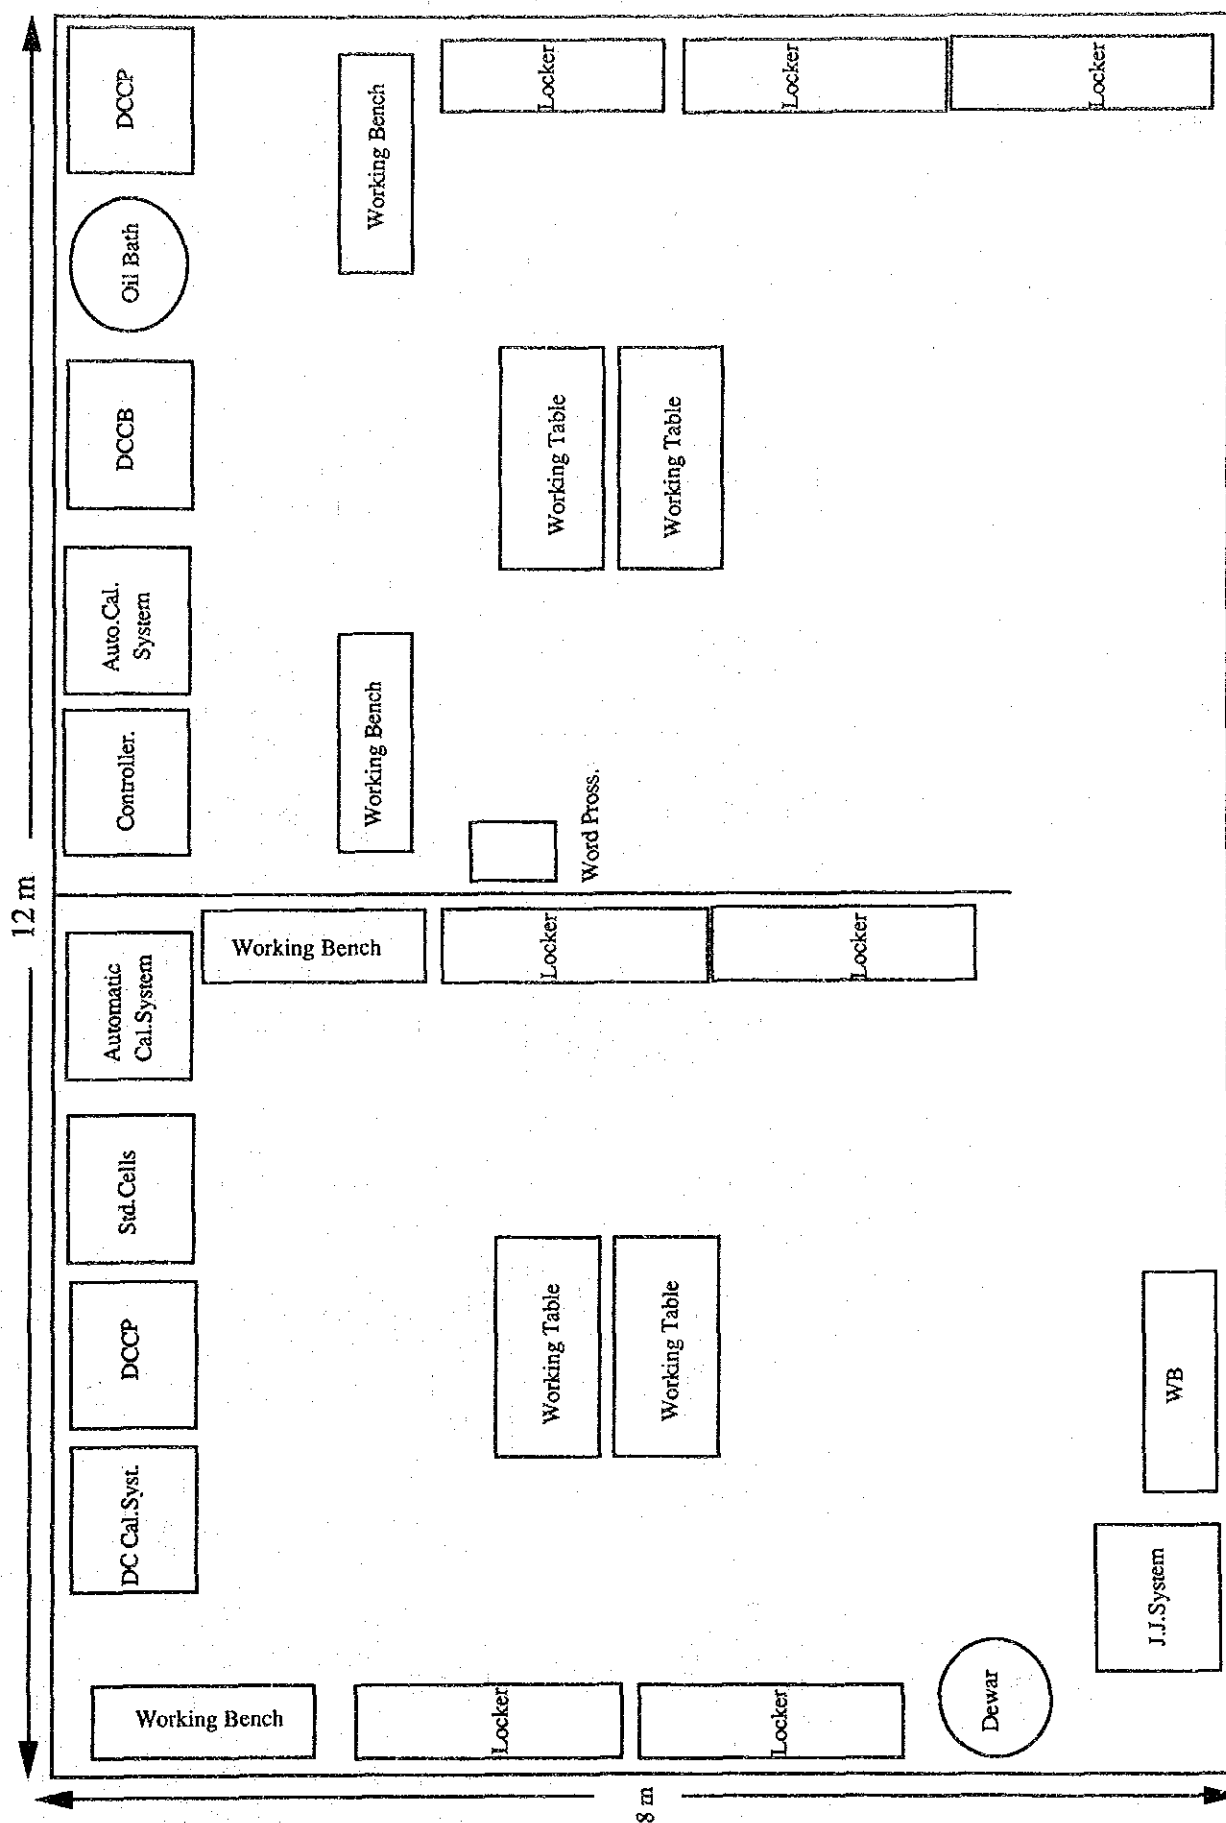 12 m
8 m
DC Cal.Syst.
DCCP
Std.Cells
Automatic
Cal.System
Controller.
Auto.Cal.
System
DCCB
Oil Bath
DCCP
Working Bench
Working Bench
Working Bench
Working Bench
Locker
Locker
Locker
Locker
Word Pross.
Locker
Locker
Locker
Working Table
Working Table
Working Table
Working Table
Dewar
J.J.System
WB